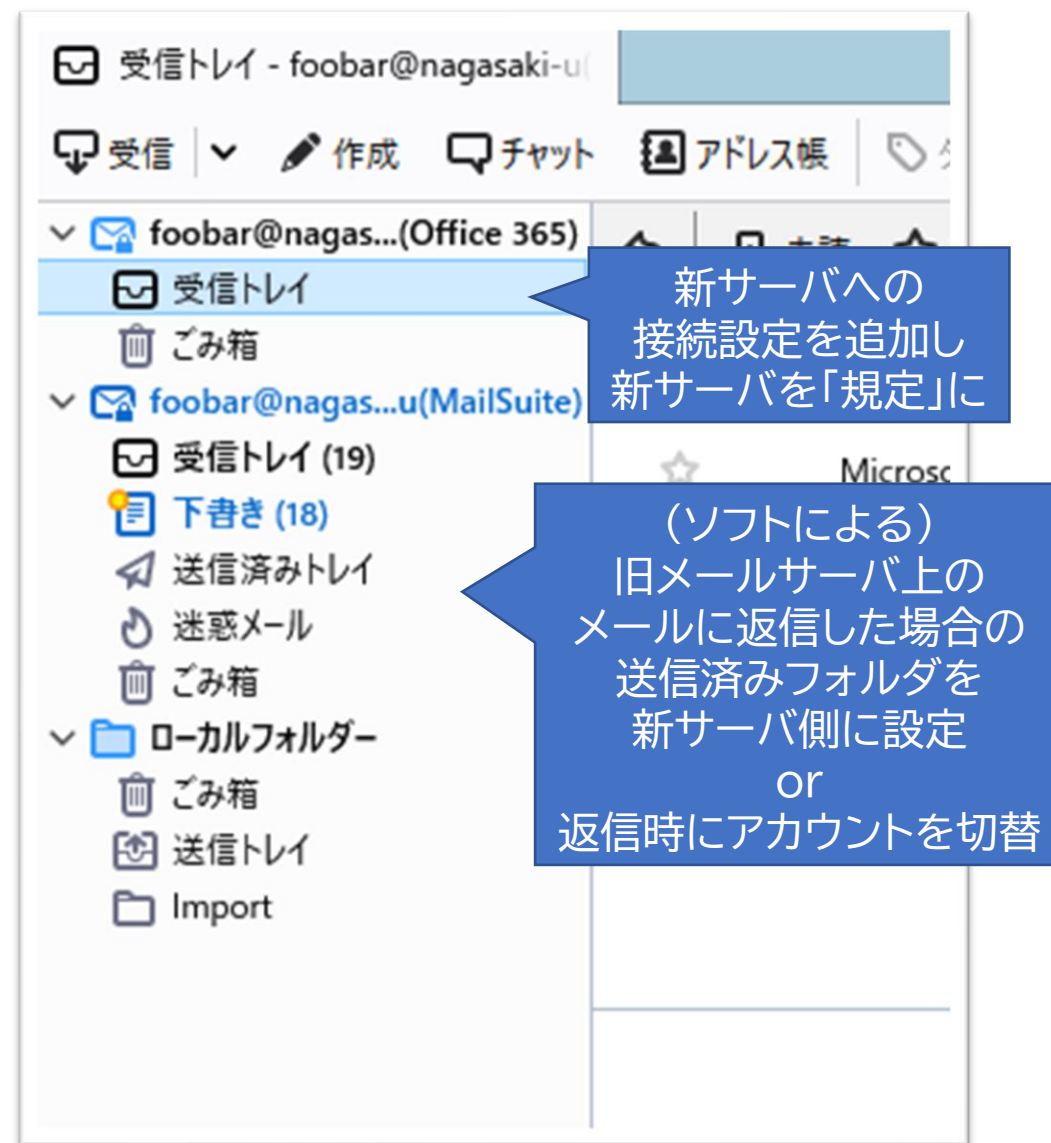 受信トレイ - foobar@nagasaki-u(
受信 作成 チャット アドレス帳
foobar@nagas...(Office 365)
受信トレイ
ごみ箱
foobar@nagas...u(MailSuite)
受信トレイ (19)
下書き (18)
送信済みトレイ
迷惑メール
ごみ箱
ローカルフォルダー
ごみ箱
送信トレイ
Import
新サーバへの
接続設定を追加し
新サーバを「規定」に
Microsc
（ソフトによる）
旧メールサーバ上の
メールに返信した場合の
送信済みフォルダを
新サーバ側に設定
or
返信時にアカウントを切替